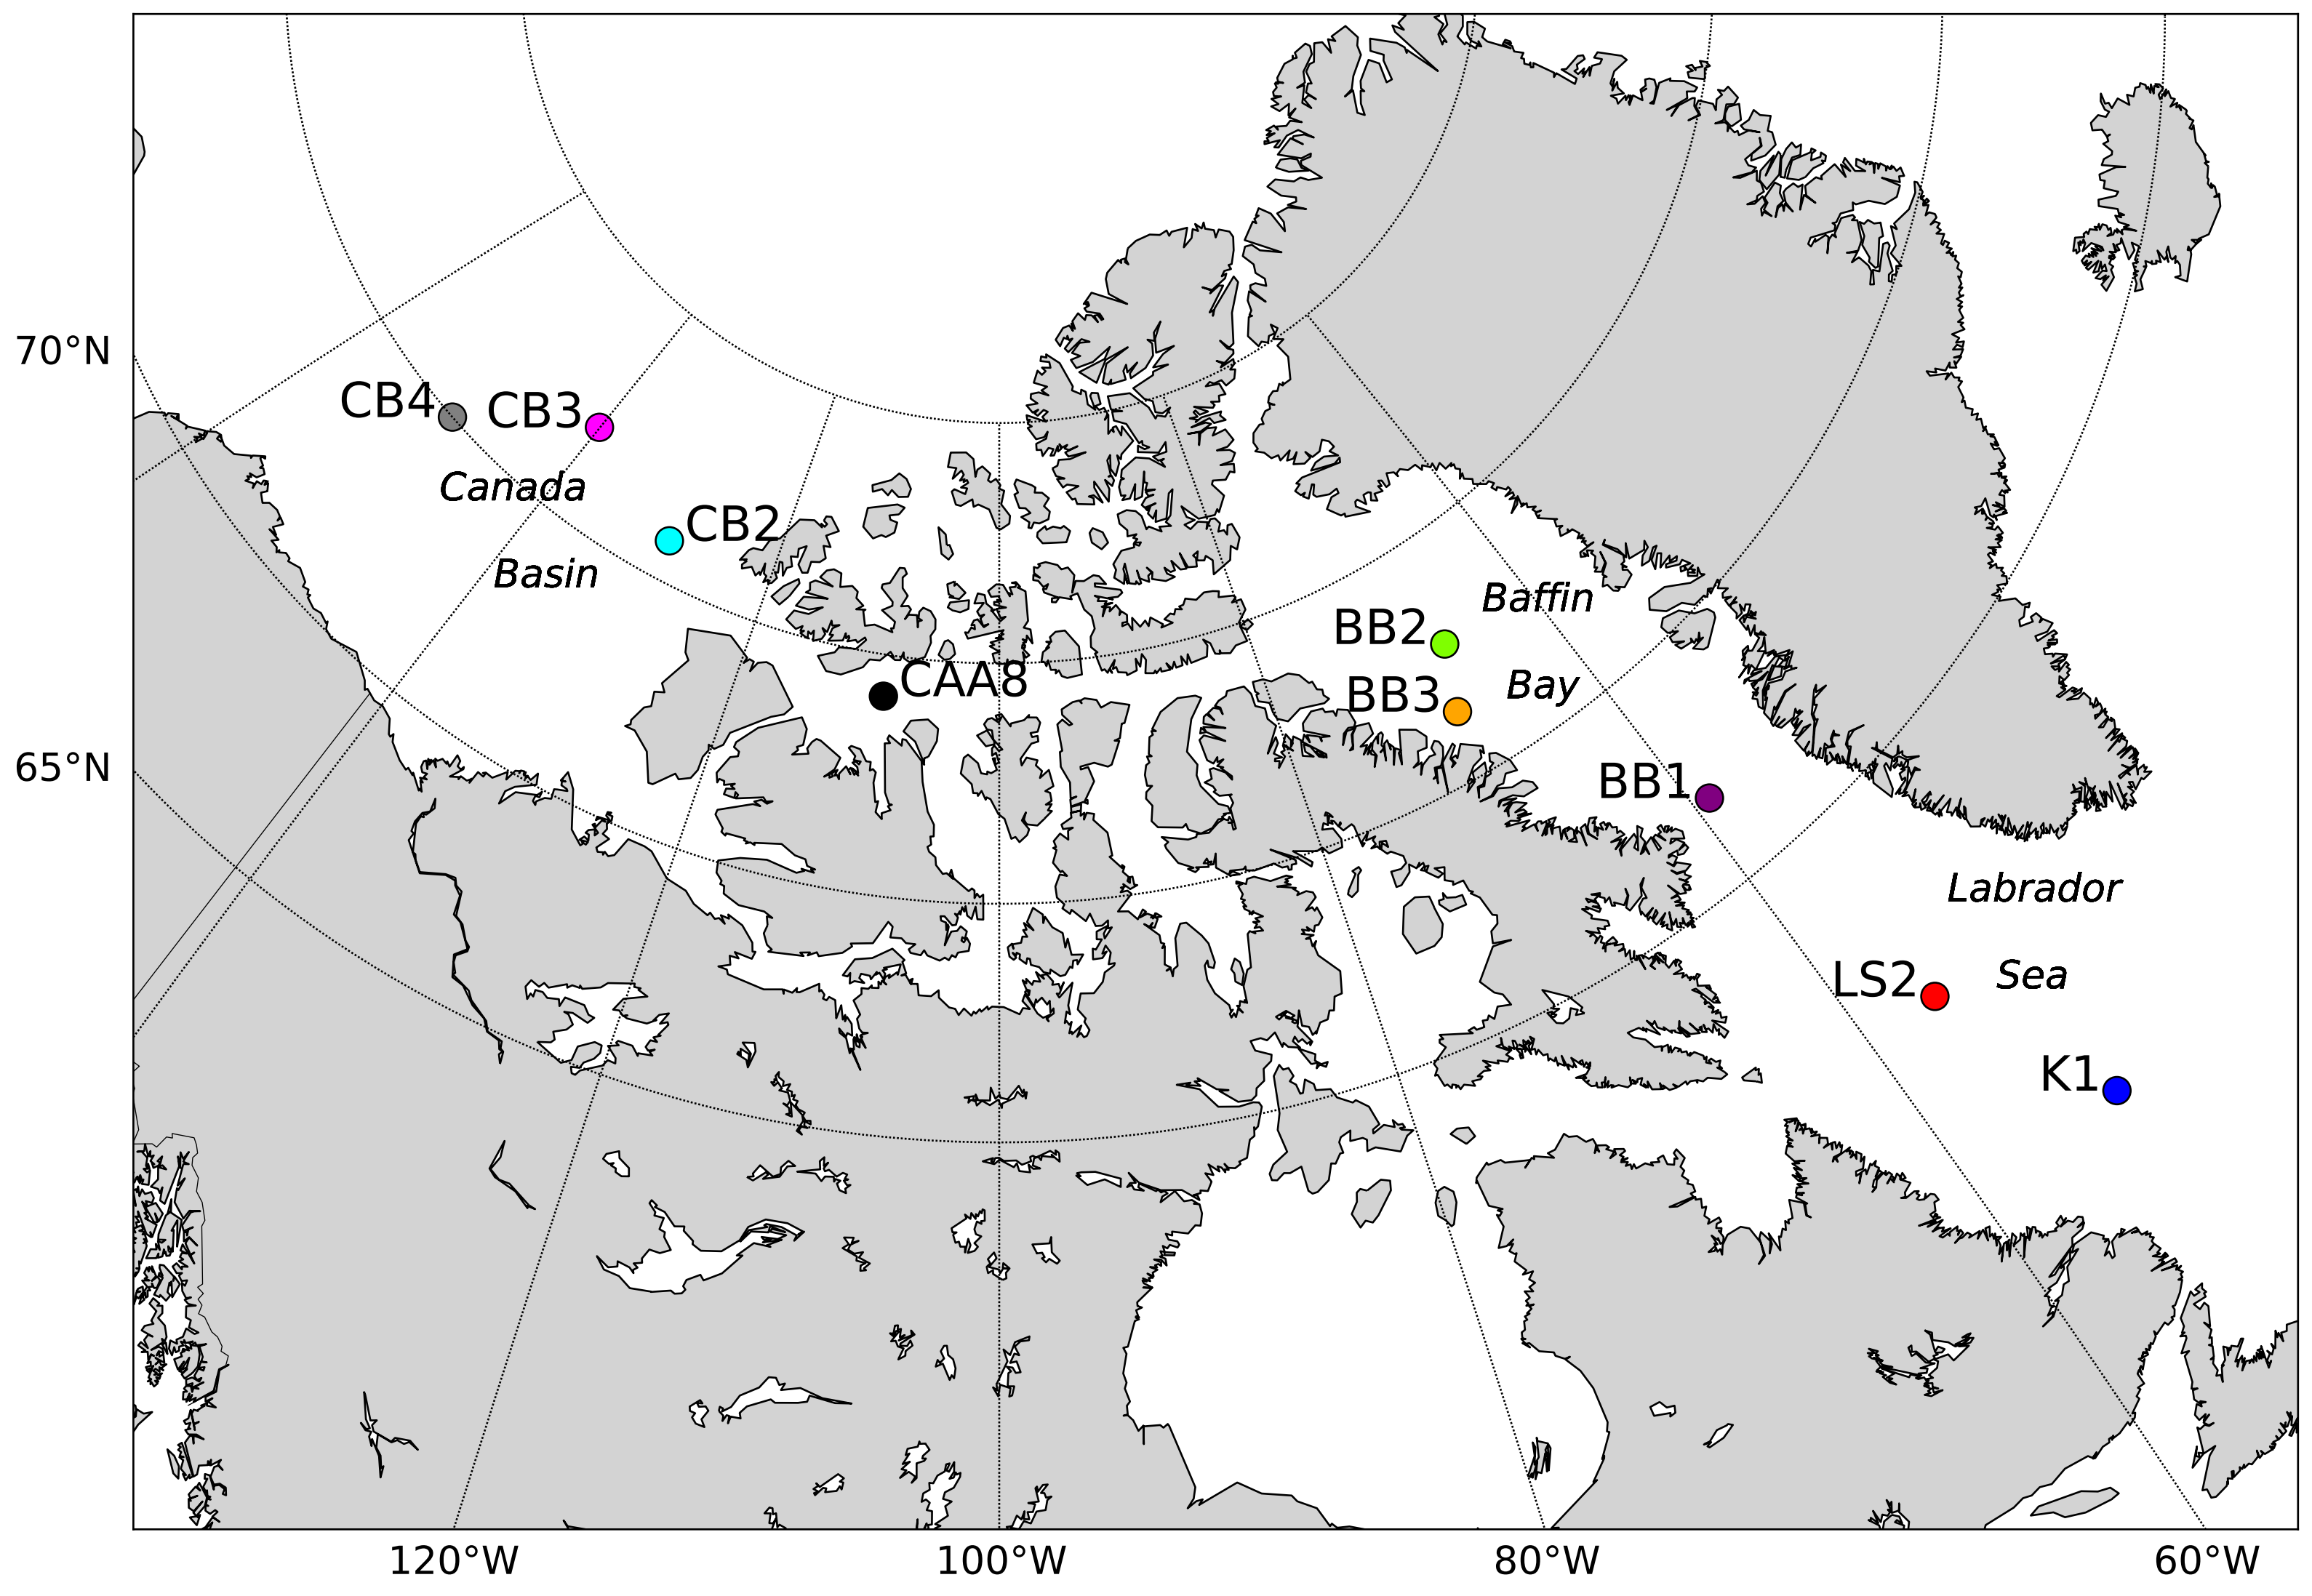 70°N
CB4
CB3
Canada
CB2
Basin
Baffin
BB2
CAA8
Bay
BB3
65°N
BB1
Labrador
LS2
Sea
K1
120°W
100°W
80°W
60°W